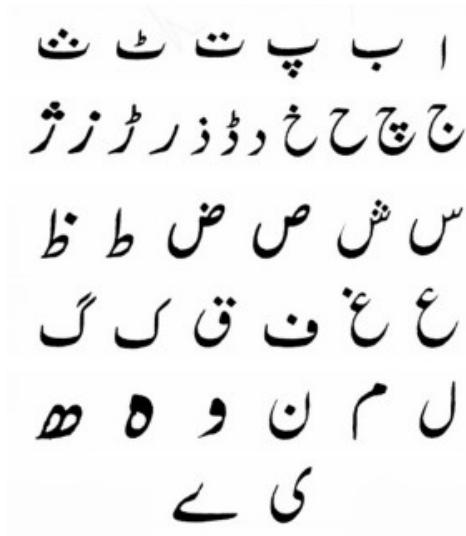 ا ب پ ت ٹ ث
ج چ ح خ د ڈ ذ ر ڑ ز ژ
س ش ص ض ط ظ
ع غ ف ق ک گ
ل م ن و ہ ھ
ی ے